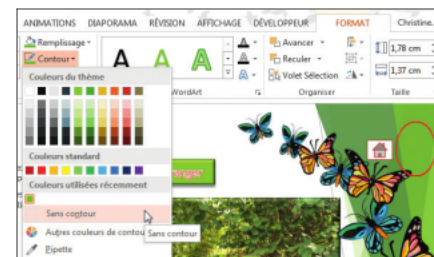 ANIMATIONS DIAPORAMA RÉVISION AFFICHAGE DÉVELOPPEUR FORMAT Christine.
Remplissage
Contour
A A A A
Avancer
Reculer
Volet Sélection
1,78 cm
1,37 cm
WordArt Organiser Taille
Couleurs du thème
Couleurs standard
Couleurs utilisées récemment
Sans contour
Autres couleurs de contou
Sans contour
Pipette